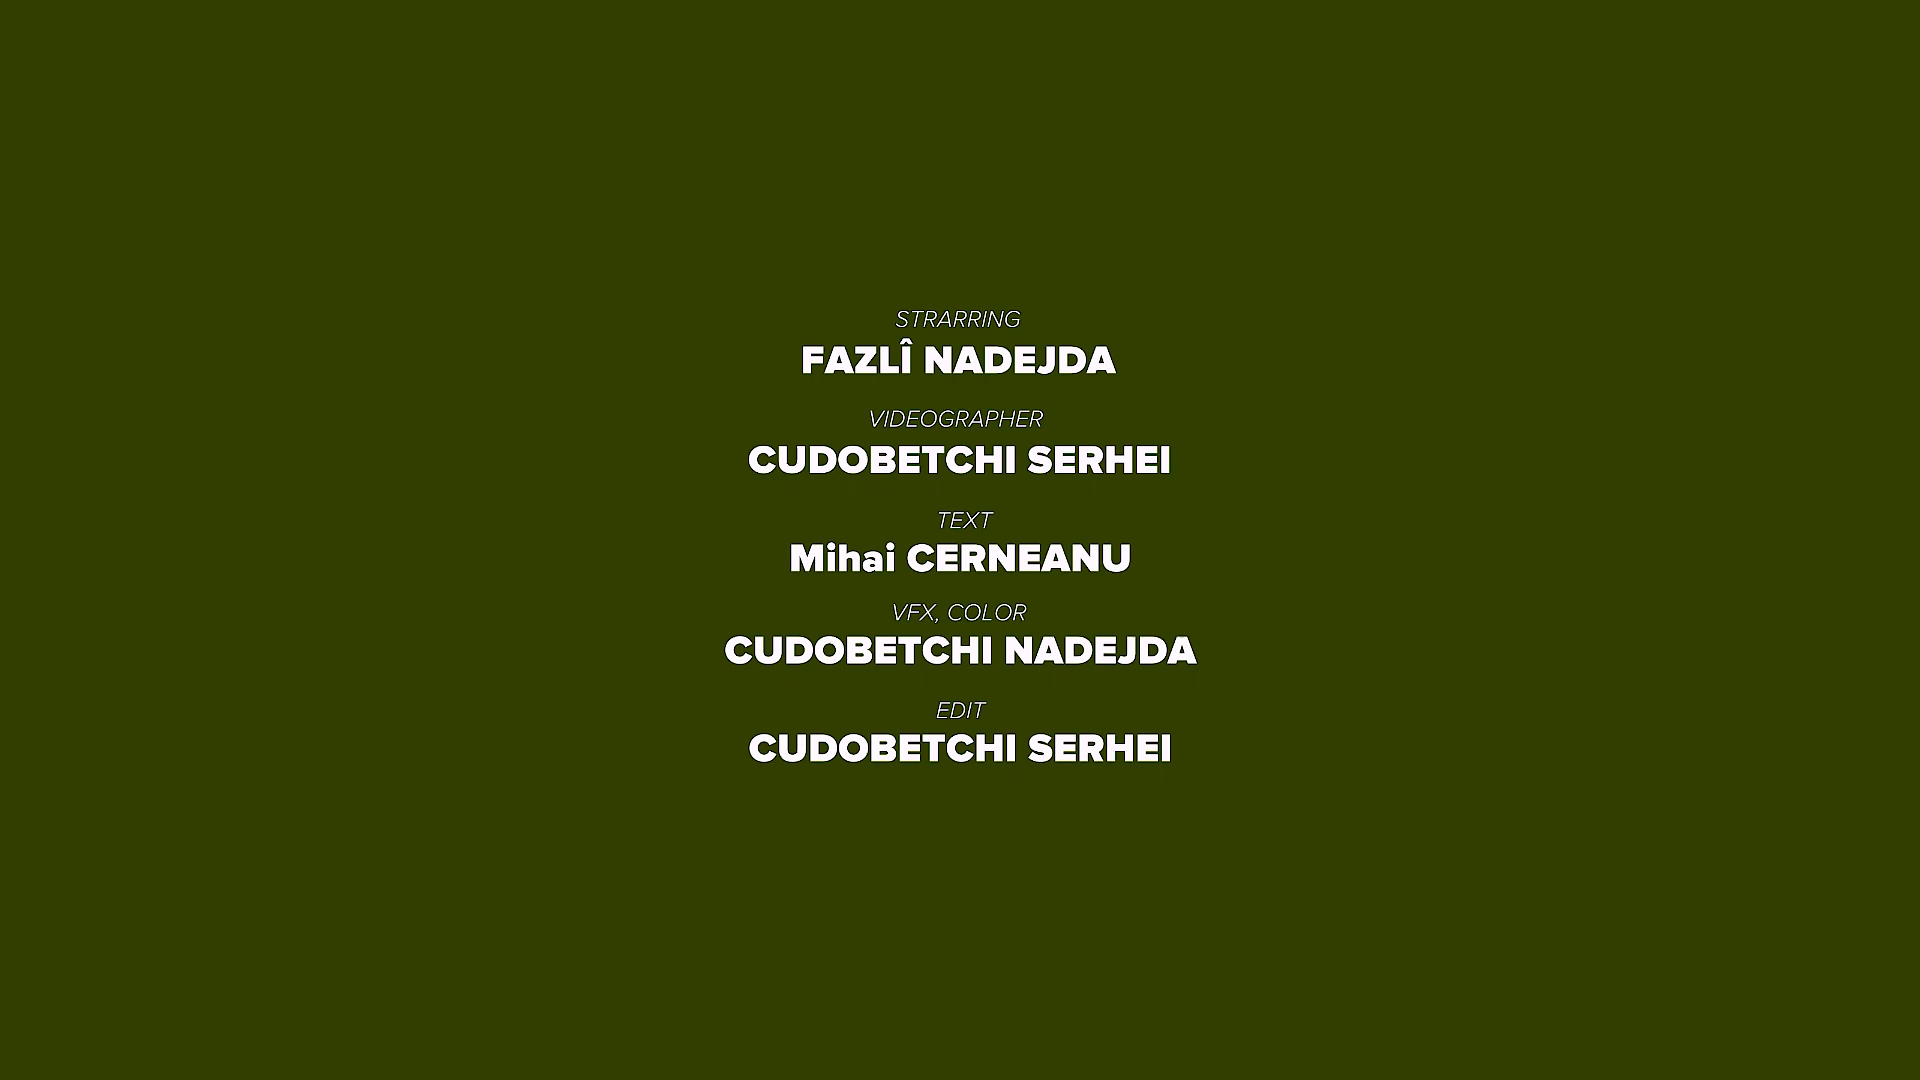 STRARRING
FAZLÎ NADEJDA
VIDEOGRAPHER
CUDOBETCHI SERHEI
TEXT
Mihai CERNEANU
VFX, COLOR
CUDOBETCHI NADEJDA
EDIT
CUDOBETCHI SERHEI